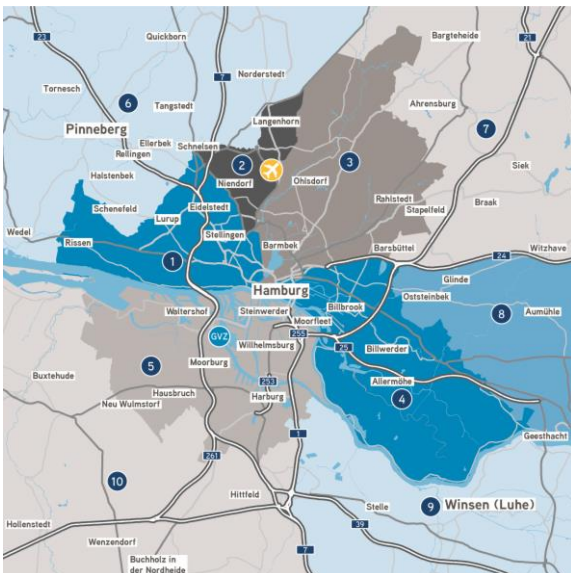 Quickborn
Bargteheide
23
7
21
Norderstedt
Tornesch
6
Tangstedt
Ahrensburg
Langenhorn
7
Pinneberg
Ellerbek
Schnelsen
Rellingen
2
3
Siek
Halstenbek
Niendorf
Ohlsdorf
Rahlstedt
Braak
Schenefeld
Eidelstedt
Stapelfeld
Lurup
Wedel
Stellingen
Barmbek
Rissen
Barsbüttel
Witzhave
1
24
Hamburg
Glinde
Oststeinbek
Waltershof
Steinwerder
Billbrook
8
Aumühle
Moorfleet
GVZ
255
Willhelmsburg
25
Billwerder
Moorburg
5
Buxtehude
Allermöhe
253
Hausbruch
4
Neu Wulmstorf
Harburg
Geesthacht
1
261
10
Hittfeld
Stelle
9
Winsen (Luhe)
Hollenstedt
39
Wenzendorf
7
Buchholz in
der Nordheide